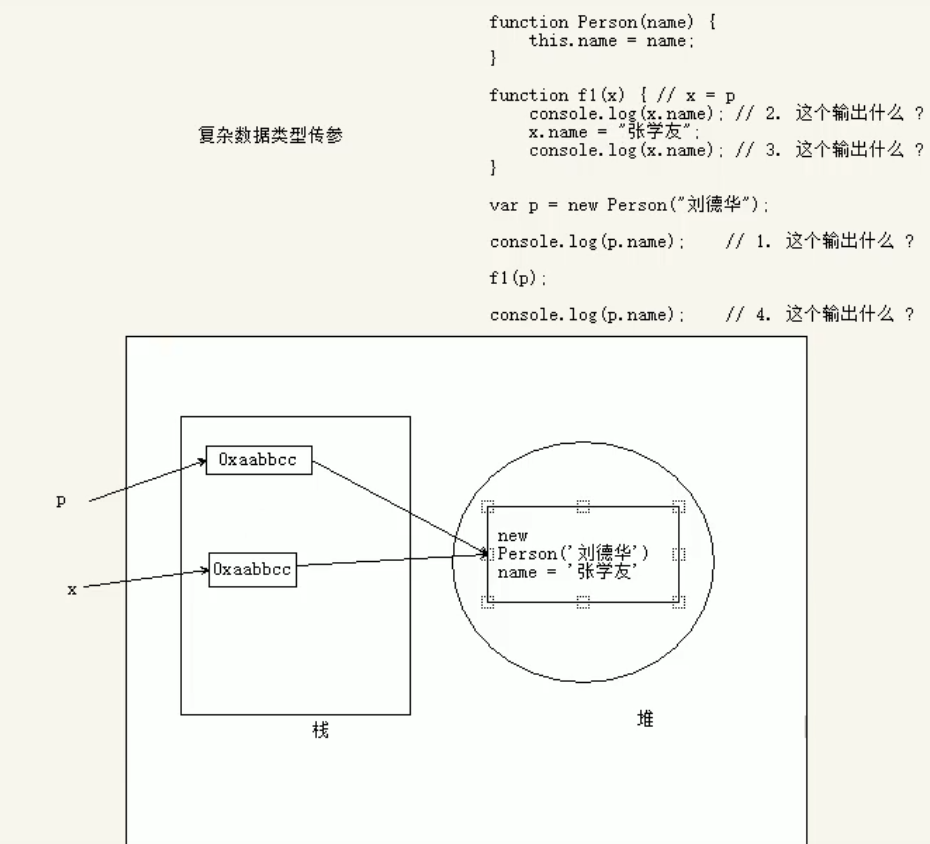 function Person(name) {
    this.name = name;
}
function f1(x) { // x = p
    console.log(x.name); // 2. 这个输出什么 ?
    x.name = "张学友";
    console.log(x.name); // 3. 这个输出什么 ?
}
复杂数据类型传参
var p = new Person("刘德华");
console.log(p.name);    // 1. 这个输出什么 ?
f1(p);
console.log(p.name);    // 4. 这个输出什么 ?
0xaabbcc
p
new
Person('刘德华')
name = '张学友'
0xaabbcc
x
栈
堆